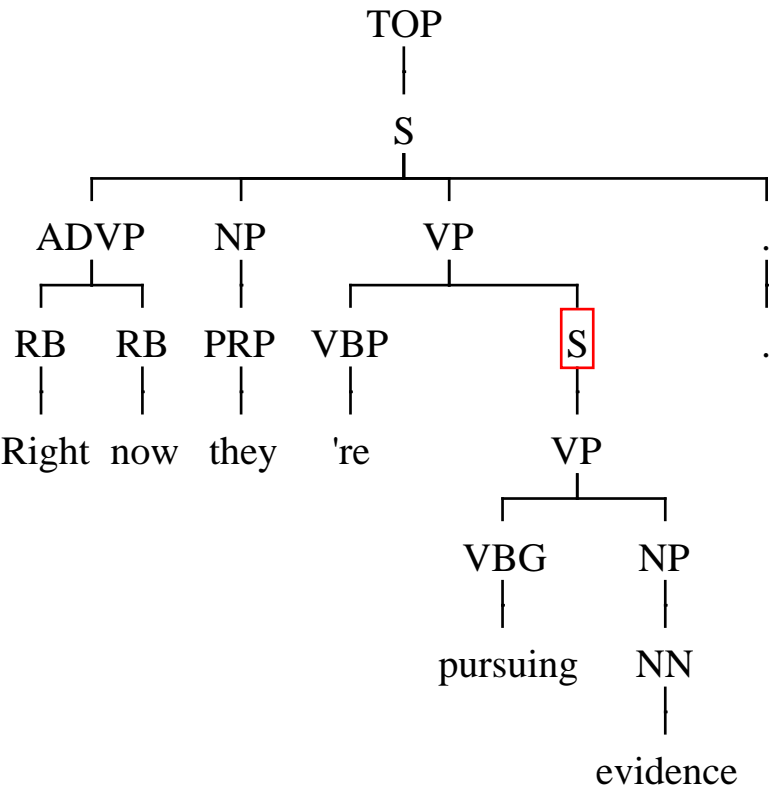 TOP
S
ADVP NP VP .
RB RB PRP VBP S .
Right now they 're VP
VBG NP
pursuing NN
evidence